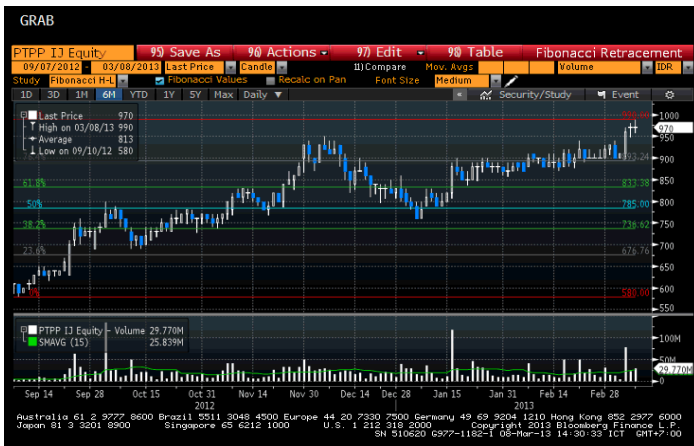 GRAB
PTPP IJ Equity 95) Save As 96) Actions 97) Edit 98) Table Fibonacci Retracement
09/07/2012 - 03/08/2013 Last Price Candle 11) Compare Mov. Avgs Volume IDR
Study Fibonacci H-L Fibonacci Values Recalc on Pan Font Size Medium
1D 3D 1M 6M YTD 1Y 5Y Max Daily ▼ « Security/Study Event
Last Price 970
High on 03/08/13 990
Average 813
Low on 09/10/12 580
1000
970
893.24
900
61.8% 833.38
850
50% 785.00
800
38.2% 736.62
750
23.6% 676.76
700
650
600
0%
550
PTPP IJ Equity - Volume 29.770M
SMAVG (15) 25.839M
100M
50M
29.770M
0
Sep 14 Sep 28 Oct 15 Oct 31 Nov 14 Nov 30 Dec 14 Dec 28 Jan 15 Jan 31 Feb 14 Feb 28
2012 2013
Australia 61 2 9777 8600 Brazil 5511 3048 4500 Europe 44 20 7330 7500 Germany 49 69 9204 1210 Hong Kong 852 2977 6000
Japan 81 3 3201 8900 Singapore 65 6212 1000 U.S. 1 212 318 2000 Copyright 2013 Bloomberg Finance L.P.
SN 510620 G977-1182-1 08-Mar-13 14:30:33 ICT GMT+7:00